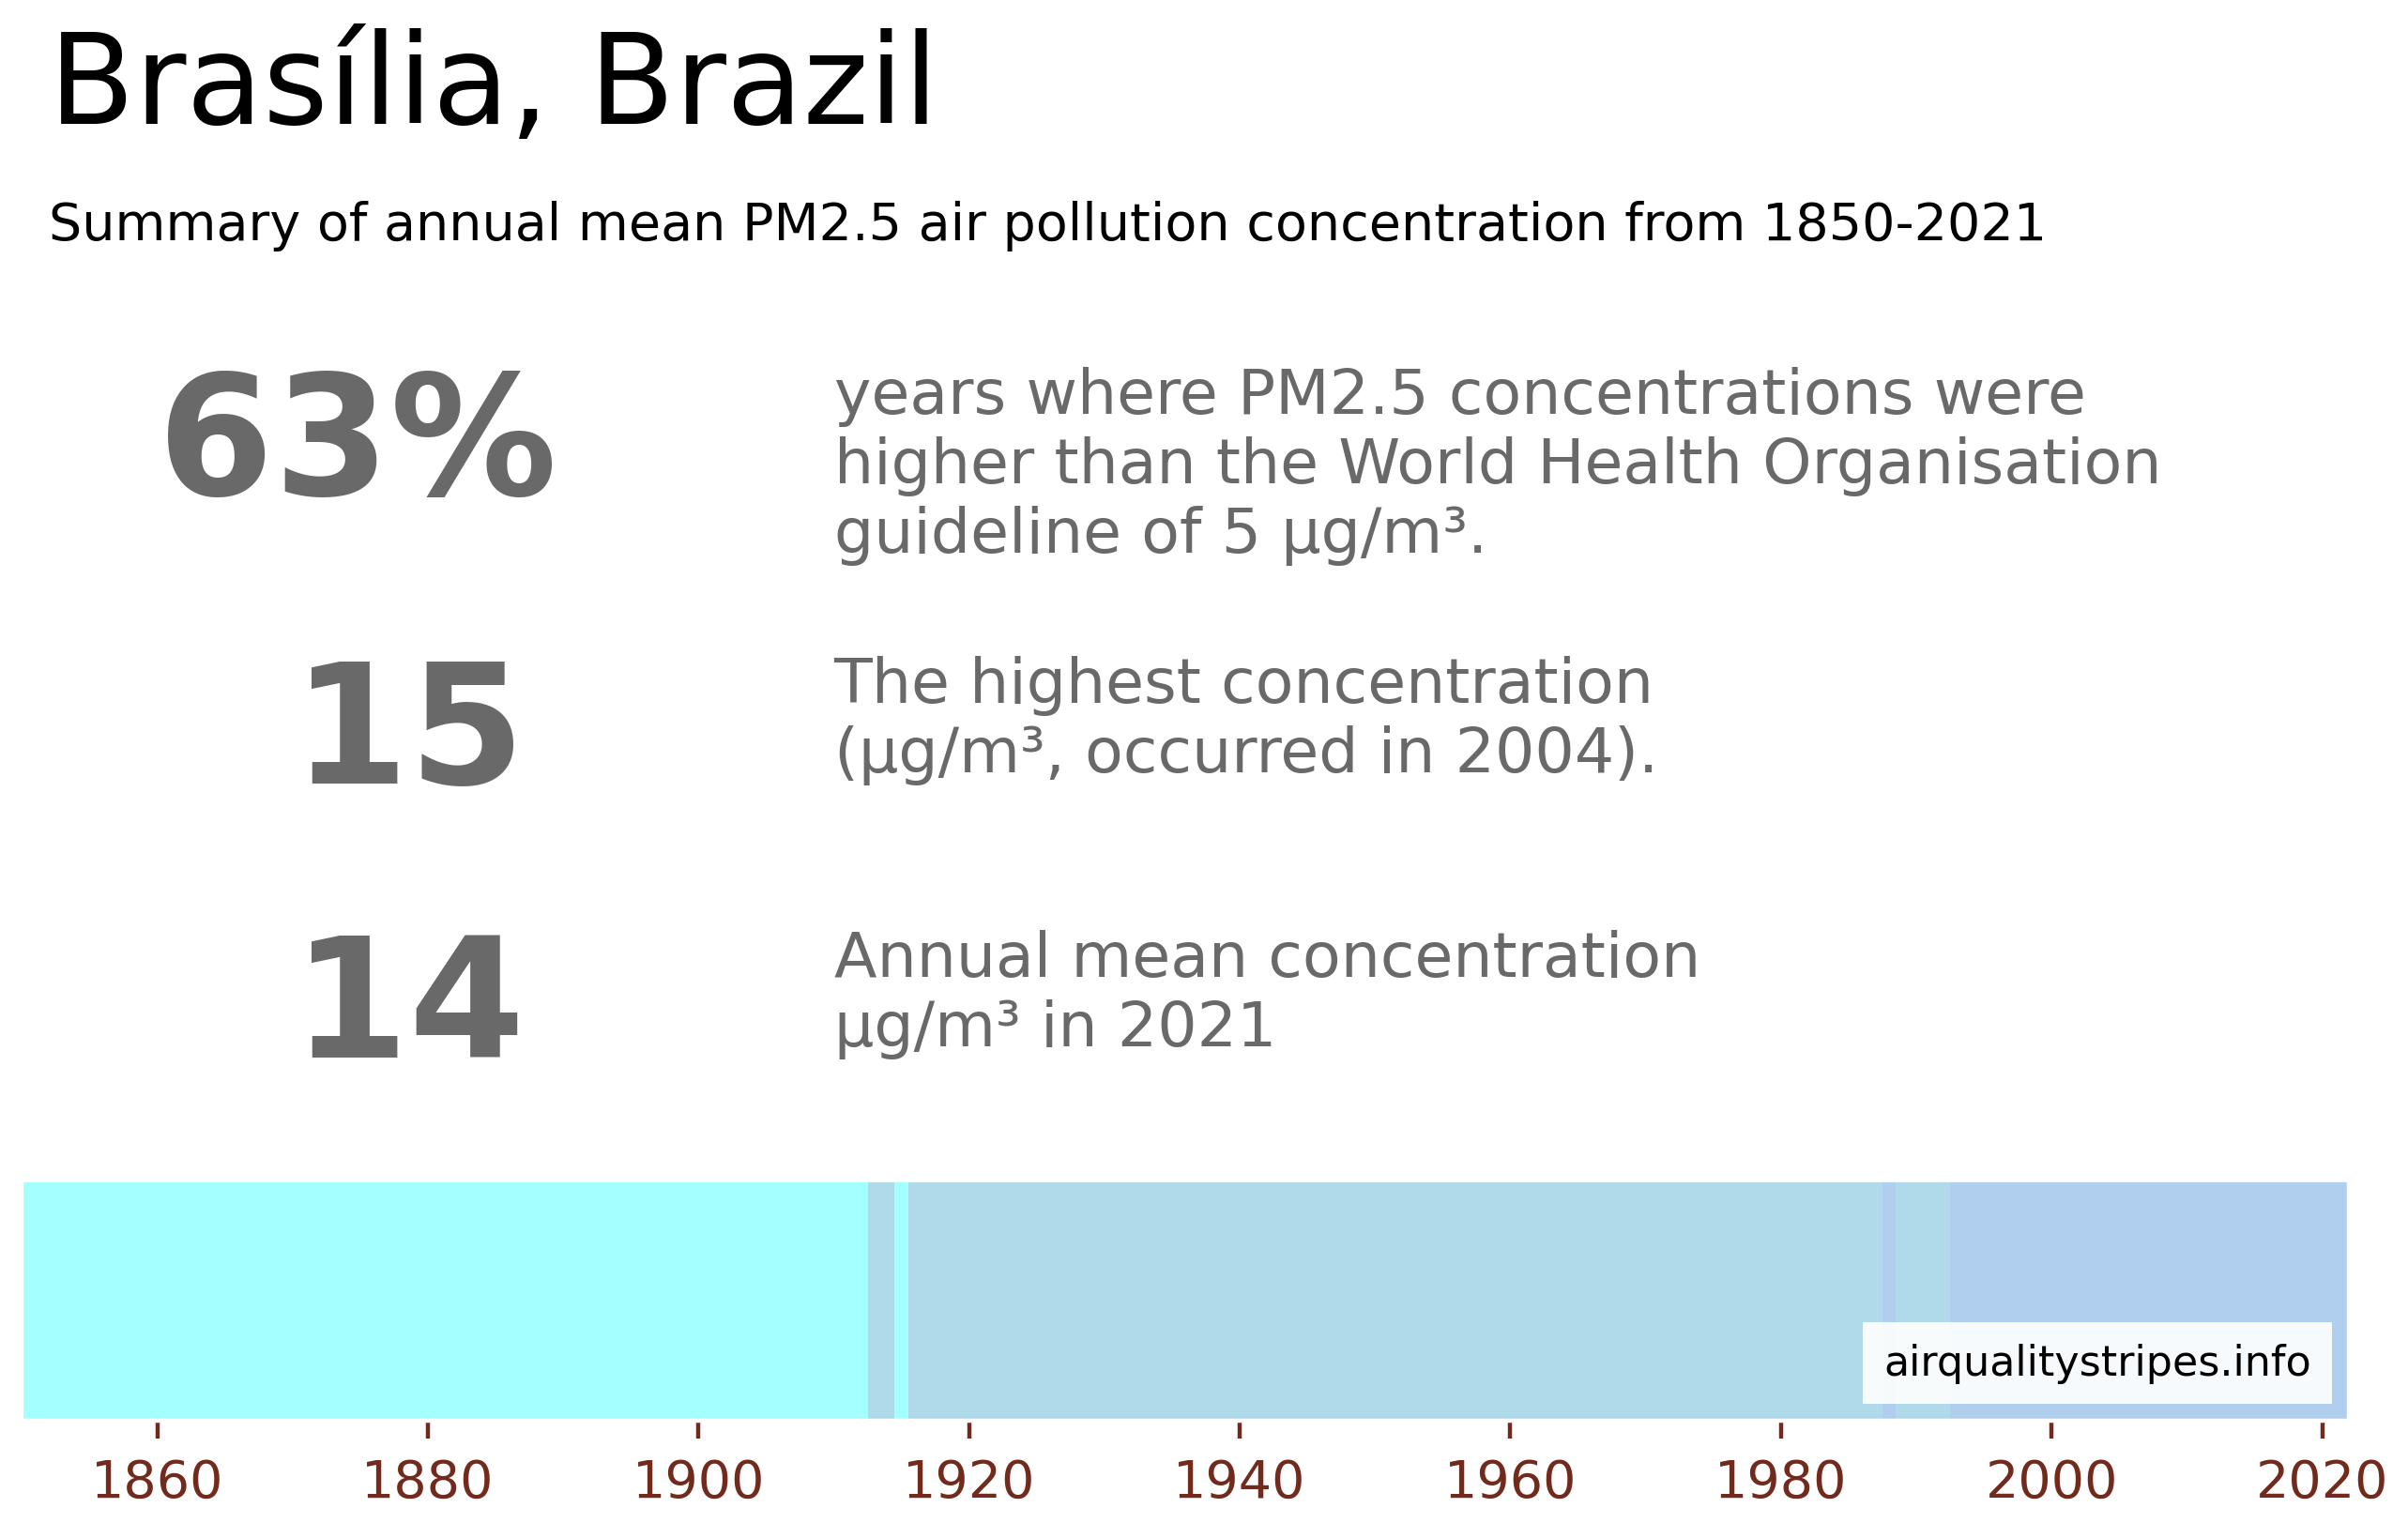 Brasília, Brazil
Summary of annual mean PM2.5 air pollution concentration from 1850-2021
63%
years where PM2.5 concentrations were
higher than the World Health Organisation
guideline of 5 µg/m³.
15
The highest concentration
(µg/m³, occurred in 2004).
14
Annual mean concentration
µg/m³ in 2021
airqualitystripes.info
1860 1880 1900 1920 1940 1960 1980 2000 2020